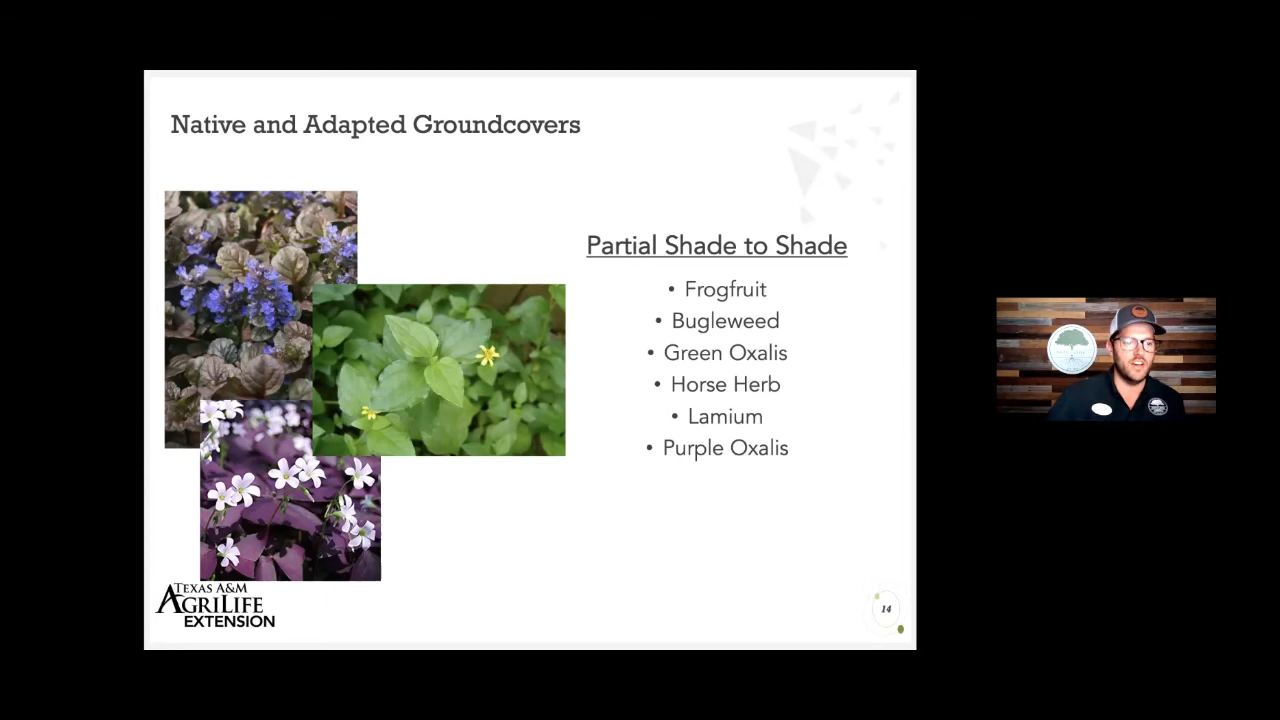 Native and Adapted Groundcovers
Partial Shade to Shade
• Frogfruit
• Bugleweed
• Green Oxalis
• Horse Herb
• Lamium
• Purple Oxalis
TEXAS A&M
AGRILIFE
EXTENSION
14